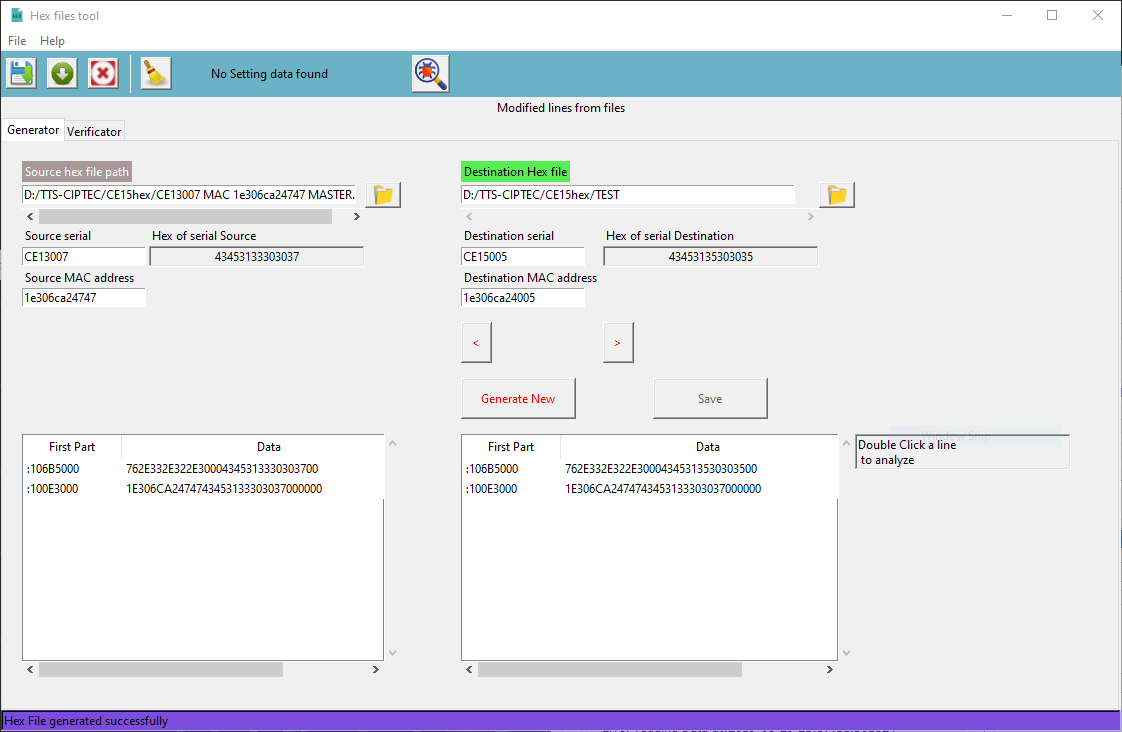 Hex files tool
File Help
No Setting data found
Modified lines from files
Generator Verificator
Source hex file path
D:/TTS-CIPTEC/CE15hex/CE13007 MAC 1e306ca24747 MASTER.
Source serial Hex of serial Source
CE13007 43453133303037
Source MAC address
1e306ca24747
Destination Hex file
D:/TTS-CIPTEC/CE15hex/TEST
Destination serial Hex of serial Destination
CE15005 43453135303035
Destination MAC address
1e306ca24005
< >
Generate New Save
First Part Data
:106B5000 762E332E322E30004345313330303700
:100E3000 1E306CA2474743453133303037000000
First Part Data
:106B5000 762E332E322E30004345313530303500
:100E3000 1E306CA2474743453133303037000000
Double Click a line
to analyze
Hex File generated successfully